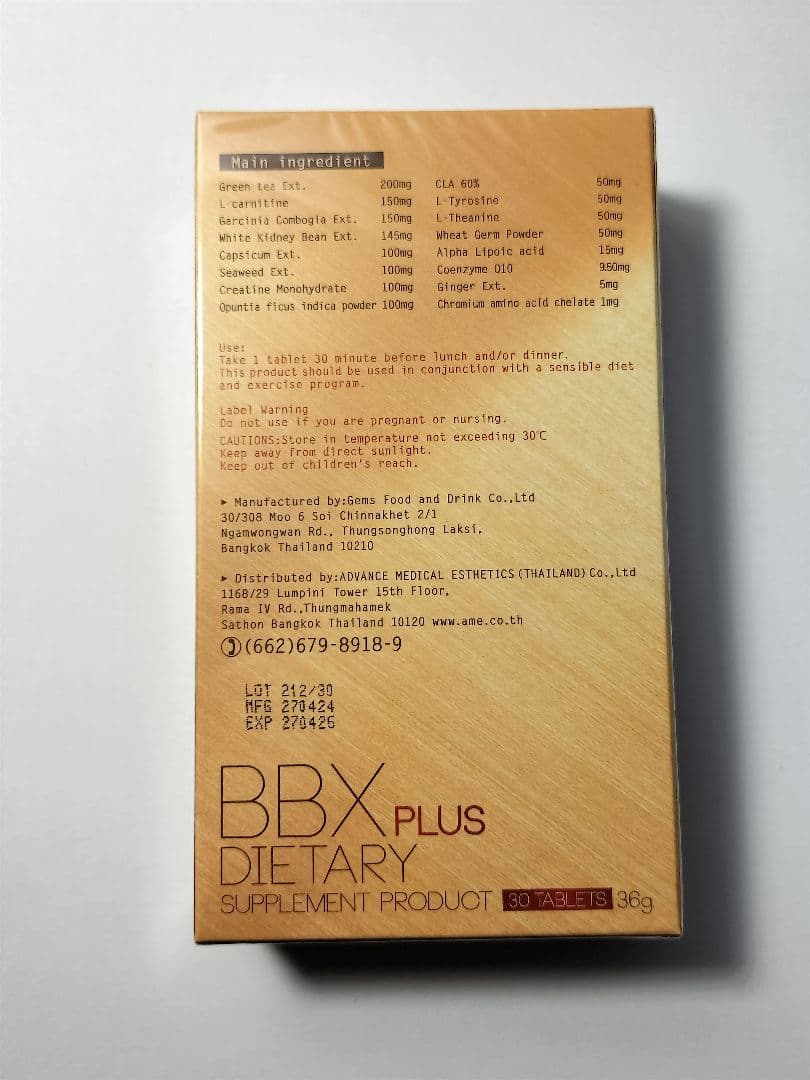 Main ingredient
Green tea Ext. 200mg CLA 60% 50mg
L-carnitine 150mg L-Tyrosine 50mg
Garcinia Combogia Ext. 150mg L-Theanine 50mg
White Kidney Bean Ext. 145mg Wheat Germ Powder 50mg
Capsicum Ext. 100mg Alpha Lipoic acid 15mg
Seaweed Ext. 100mg Coenzyme Q10 9.50mg
Creatine Monohydrate 100mg Ginger Ext. 5mg
Opuntia ficus indica powder 100mg Chromium amino acid chelate 1mg
Use:
Take 1 tablet 30 minute before lunch and/or dinner.
This product should be used in conjunction with a sensible diet
and exercise program.
Label Warning
Do not use if you are pregnant or nursing.
CAUTIONS:Store in temperature not exceeding 30℃
Keep away from direct sunlight.
Keep out of children's reach.
► Manufactured by:Gems Food and Drink Co.,Ltd
30/308 Moo 6 Soi Chinnakhet 2/1
Ngamwongwan Rd., Thungsonghong Laksi,
Bangkok Thailand 10210
► Distributed by:ADVANCE MEDICAL ESTHETICS(THAILAND)Co.,Ltd
1168/29 Lumpini Tower 15th Floor,
Rama IV Rd.,Thungmahamek
Sathon Bangkok Thailand 10120 www.ame.co.th
(662)679-8918-9
LOT 212/30
MFG 270424
EXP 270426
BBX PLUS
DIETARY
SUPPLEMENT PRODUCT 30 TABLETS 36g